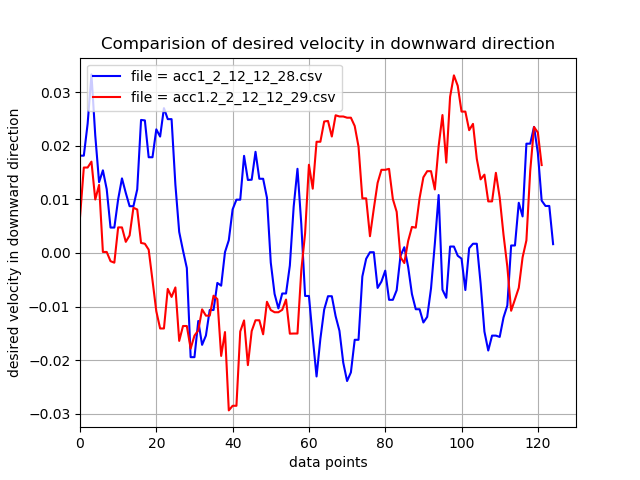 Comparision of desired velocity in downward direction
file = acc1_2_12_12_28.csv
file = acc1.2_2_12_12_29.csv
desired velocity in downward direction
0.03
0.02
0.01
0.00
−0.01
−0.02
−0.03
0 20 40 60 80 100 120
data points